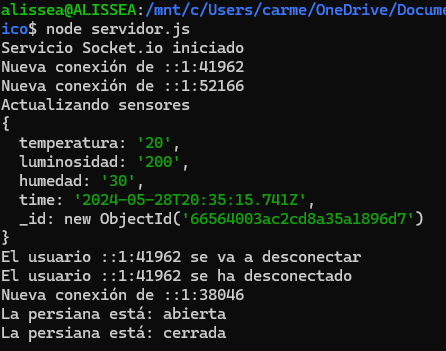 alissea@ALISSEA:/mnt/c/Users/carme/OneDrive/Docume
ico$ node servidor.js
Servicio Socket.io iniciado
Nueva conexión de ::1:41962
Nueva conexión de ::1:52166
Actualizando sensores
{
  temperatura: '20',
  luminosidad: '200',
  humedad: '30',
  time: '2024-05-28T20:35:15.741Z',
  _id: new ObjectId('66564003ac2cd8a35a1896d7')
}
El usuario ::1:41962 se va a desconectar
El usuario ::1:41962 se ha desconectado
Nueva conexión de ::1:38046
La persiana está: abierta
La persiana está: cerrada